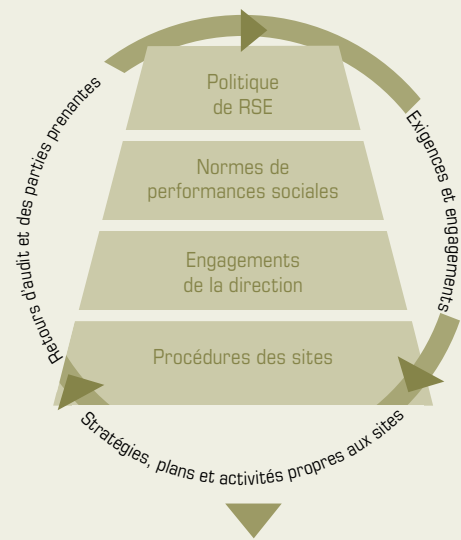 Politique
de RSE
Normes de
performances sociales
Engagements
de la direction
Procédures des sites
Exigences et engagements
Stratégies, plans et activités propres aux sites
Retours d'audit et des parties prenantes